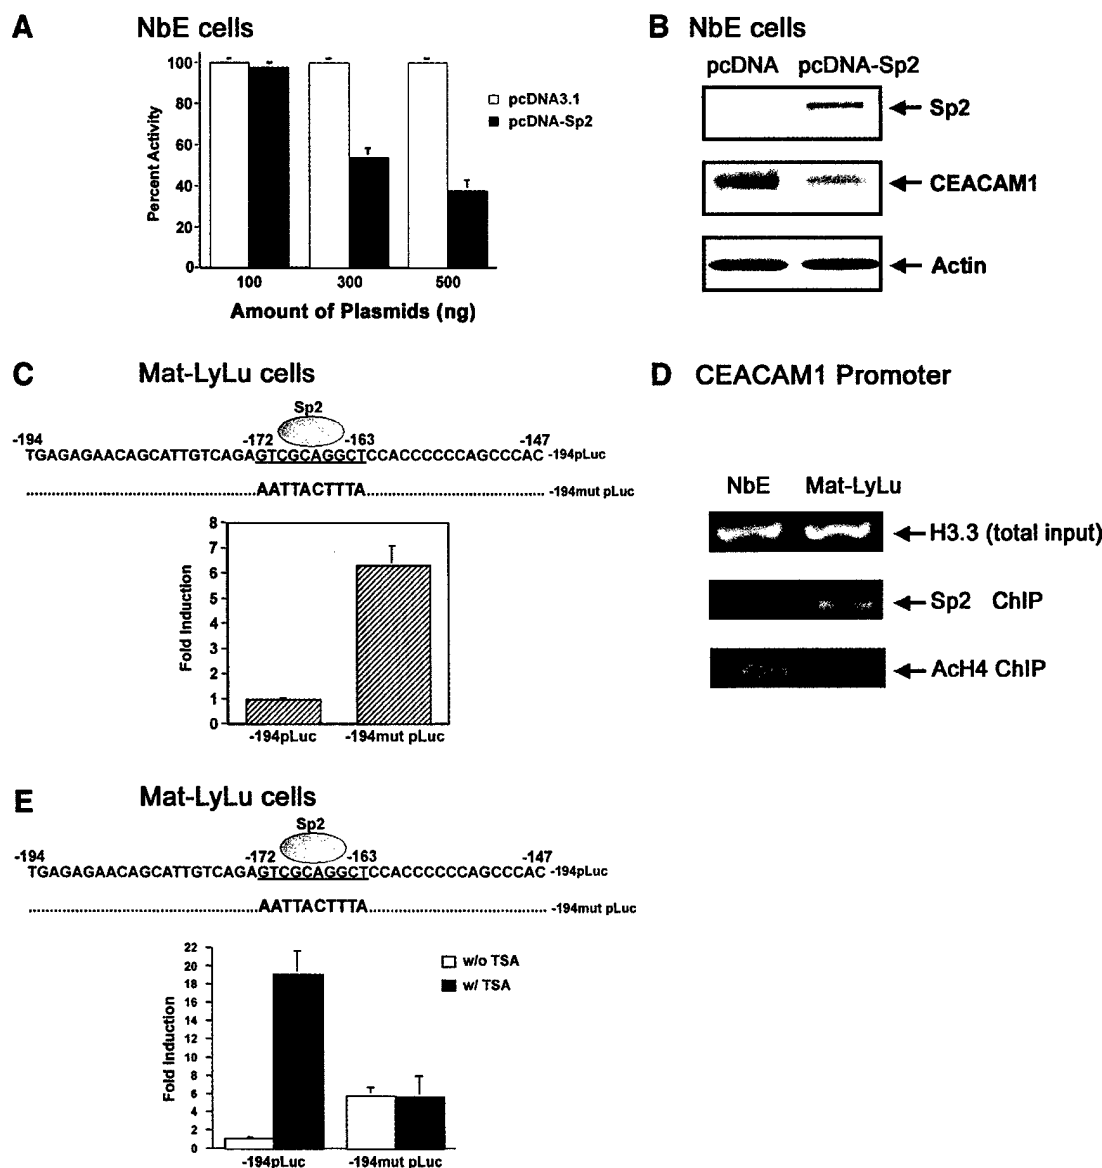 A NbE cells
100
80
60
40
20
0
Percent Activity
100 300 500
Amount of Plasmids (ng)
pcDNA3.1
pcDNA-Sp2
B NbE cells
pcDNA pcDNA-Sp2
Sp2
CEACAM1
Actin
C Mat-LyLu cells
Sp2
-194 -172 -163 -147
TGAGAGAACAGCATTGTCAGAGTCGCAGGCTCCACCCCCCAGCCCAC -194pLuc
AATTACTTTA -194mut pLuc
8
7
6
5
4
3
2
1
0
Fold Induction
-194pLuc -194mut pLuc
D CEACAM1 Promoter
NbE Mat-LyLu
H3.3 (total input)
Sp2 ChIP
AcH4 ChIP
E Mat-LyLu cells
Sp2
-194 -172 -163 -147
TGAGAGAACAGCATTGTCAGAGTCGCAGGCTCCACCCCCCAGCCCAC -194pLuc
AATTACTTTA -194mut pLuc
22
20
18
16
14
12
10
8
6
4
2
0
Fold Induction
w/o TSA
w/ TSA
-194pLuc -194mut pLuc